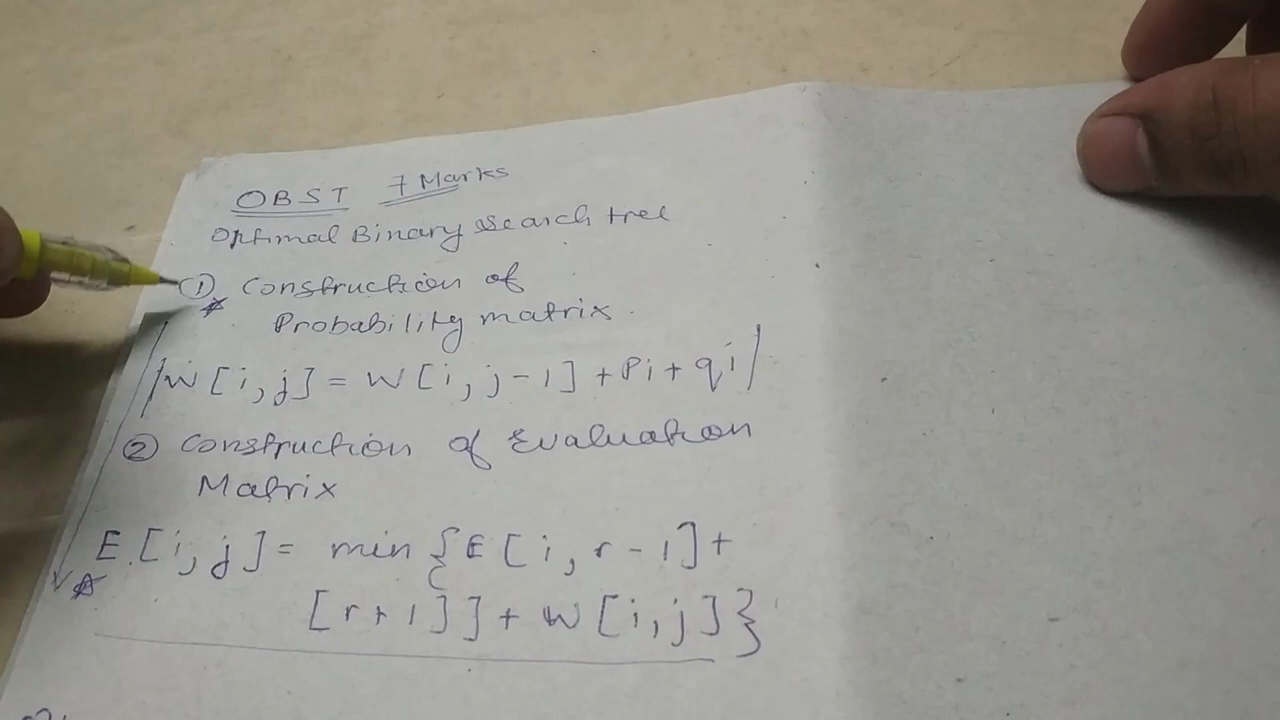 OBST 7 Marks
Optimal Binary Search tree
① Construction of
Probability matrix.
W[i,j] = W[i, j-1] + Pi + qi
② Construction of Evaluation
Matrix
E.[i,j] = min {E[i, r-1] +
[r+1]] + W[i,j]}